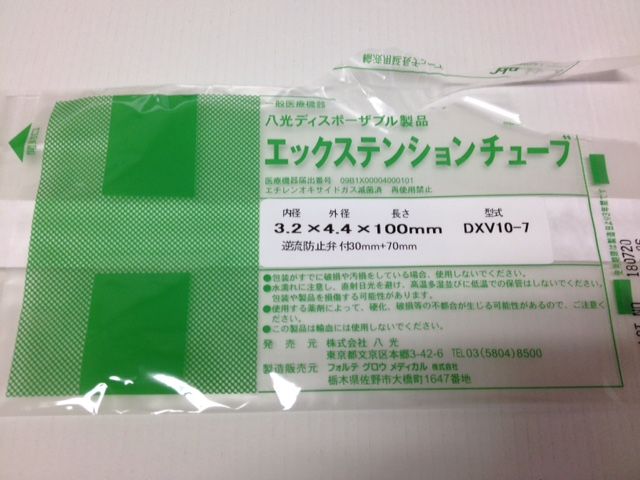 一般医療機器
八光ディスポーザブル製品
エックステンションチューブ
医療機器届出番号 09B1X00004000101
エチレンオキサイドガス滅菌済 再使用禁止
内径 外径 長さ 型式
3.2×4.4×100mm DXV10-7
逆流防止弁付30mm+70mm
●包装がすでに破損や汚損をしている場合、使用しないでください。
●水濡れに注意し、直射日光を避け、高温多湿並びに低温での保管はしないでください。
包装や製品を損傷する可能性があります。
●使用する薬剤によって、硬化、破損等の不都合が生じる可能性があるので、ご注意く
ださい。
●この製品は輸血には使用しないでください。
発売元 株式会社 八光
東京都文京区本郷3-42-6 TEL03(5804)8500
製造販売元 フォルテ グロウ メディカル 株式会社
栃木県佐野市大橋町1647番地
180720